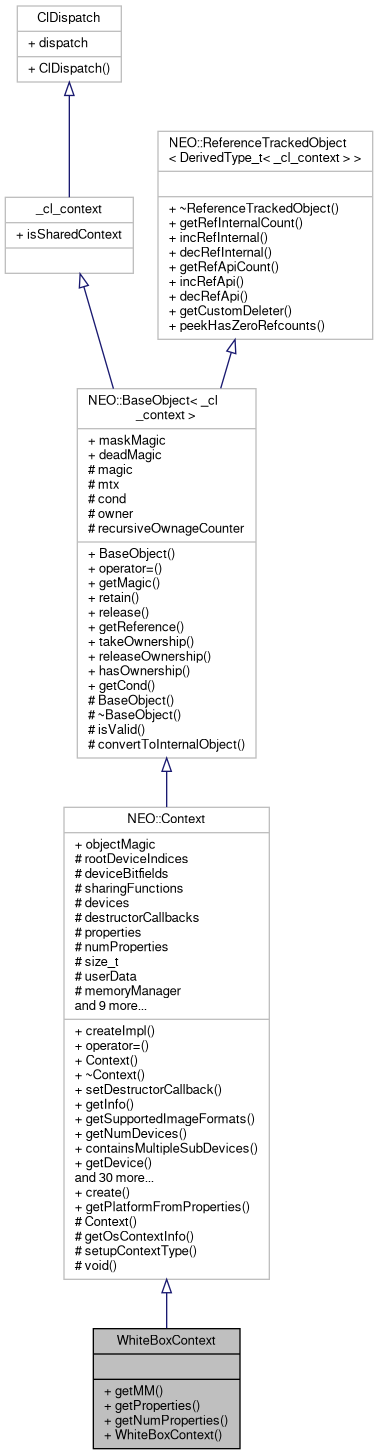 ClDispatch
+ dispatch
+ ClDispatch()
_cl_context
+ isSharedContext
NEO::ReferenceTrackedObject
< DerivedType_t< _cl_context > >
+ ~ReferenceTrackedObject()
+ getRefInternalCount()
+ incRefInternal()
+ decRefInternal()
+ getRefApiCount()
+ incRefApi()
+ decRefApi()
+ getCustomDeleter()
+ peekHasZeroRefcounts()
NEO::BaseObject< _cl
_context >
+ maskMagic
+ deadMagic
# magic
# mtx
# cond
# owner
# recursiveOwnageCounter
+ BaseObject()
+ operator=()
+ getMagic()
+ retain()
+ release()
+ getReference()
+ takeOwnership()
+ releaseOwnership()
+ hasOwnership()
+ getCond()
# BaseObject()
# ~BaseObject()
# isValid()
# convertToInternalObject()
NEO::Context
+ objectMagic
# rootDeviceIndices
# deviceBitfields
# sharingFunctions
# devices
# destructorCallbacks
# properties
# numProperties
# size_t
# userData
# memoryManager
and 9 more...
+ createImpl()
+ operator=()
+ Context()
+ ~Context()
+ setDestructorCallback()
+ getInfo()
+ getSupportedImageFormats()
+ getNumDevices()
+ containsMultipleSubDevices()
+ getDevice()
and 30 more...
+ create()
+ getPlatformFromProperties()
# Context()
# getOsContextInfo()
# setupContextType()
# void()
WhiteBoxContext
+ getMM()
+ getProperties()
+ getNumProperties()
+ WhiteBoxContext()